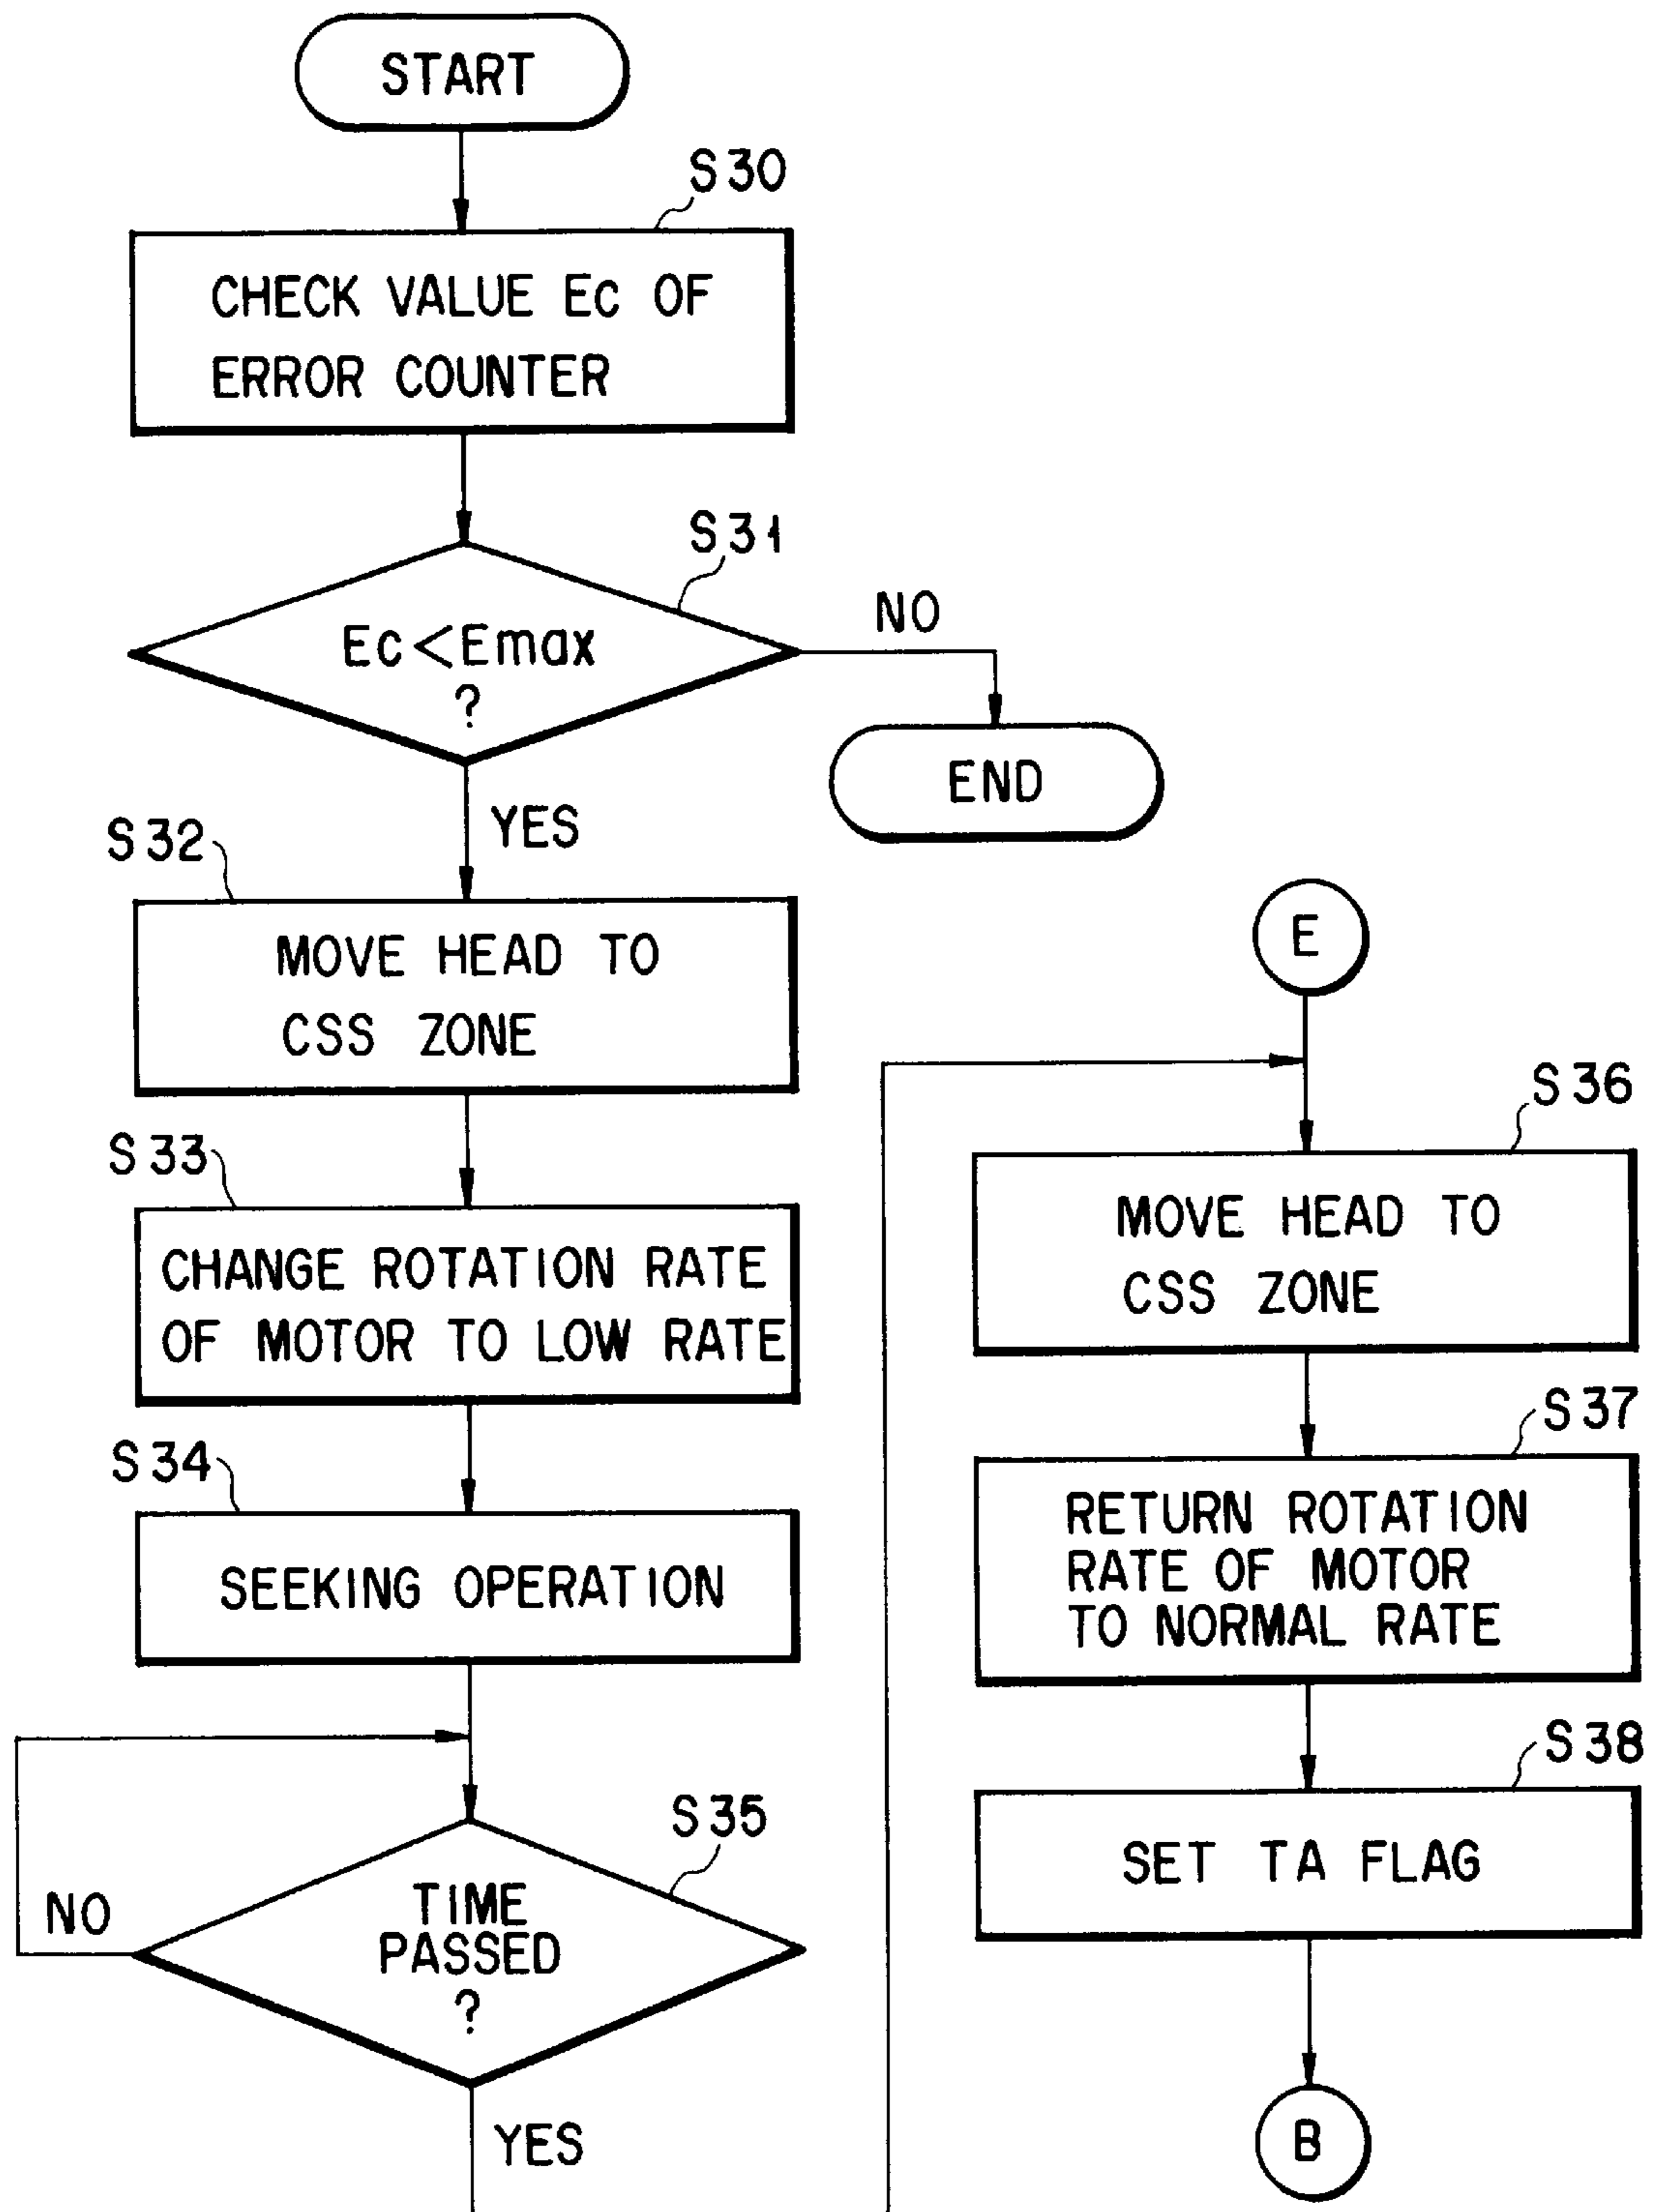 START
S30
CHECK VALUE Ec OF
ERROR COUNTER
S31
Ec<Emax
?
NO
END
YES
S32
MOVE HEAD TO
CSS ZONE
S33
CHANGE ROTATION RATE
OF MOTOR TO LOW RATE
S34
SEEKING OPERATION
S35
TIME
PASSED
?
NO
YES
E
S36
MOVE HEAD TO
CSS ZONE
S37
RETURN ROTATION
RATE OF MOTOR
TO NORMAL RATE
S38
SET TA FLAG
B